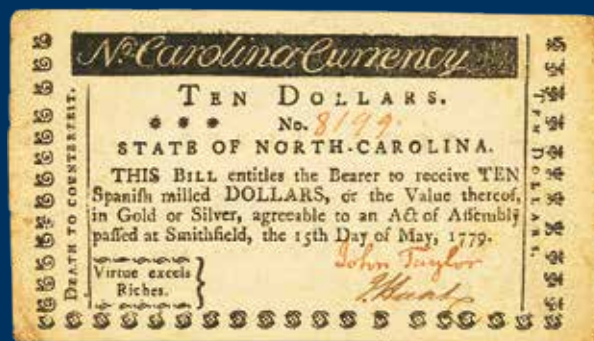 No. Carolina Currency
TEN DOLLARS.
No. 8199.
STATE OF NORTH-CAROLINA.
THIS BILL entitles the Bearer to receive TEN
Spanish milled DOLLARS, or the Value thereof,
in Gold or Silver, agreeable to an Act of Aſſembly
paſſed at Smithfield, the 15th Day of May, 1779.
John Taylor
Virtue excels
Riches.
DEATH TO COUNTERFEIT.
TEN DOLLARS.